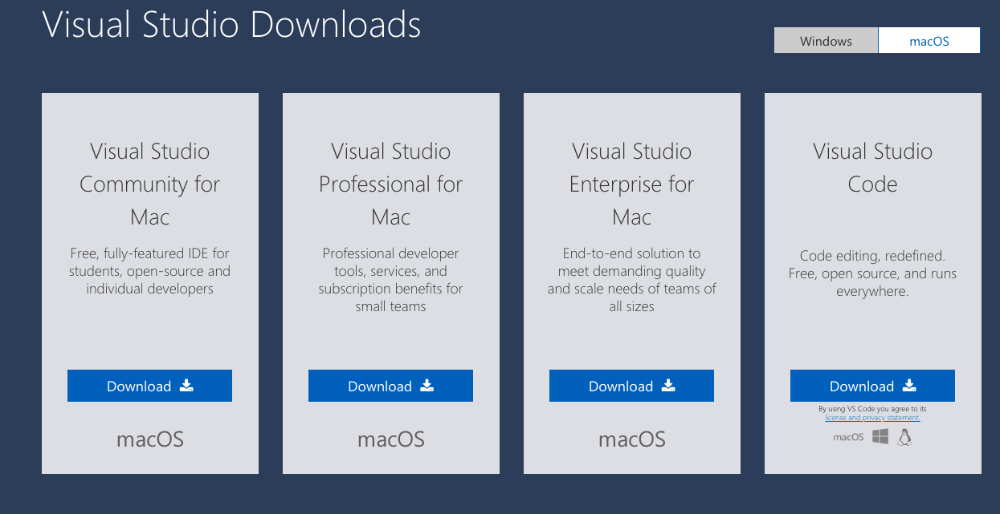 Visual Studio Downloads
Windows
macOS
Visual Studio
Community for
Mac
Free, fully-featured IDE for
students, open-source and
individual developers
Download
macOS
Visual Studio
Professional for
Mac
Professional developer
tools, services, and
subscription benefits for
small teams
Download
macOS
Visual Studio
Enterprise for
Mac
End-to-end solution to
meet demanding quality
and scale needs of teams of
all sizes
Download
macOS
Visual Studio
Code
Code editing, redefined.
Free, open source, and runs
everywhere.
Download
By using VS Code you agree to its
license and privacy statement.
macOS